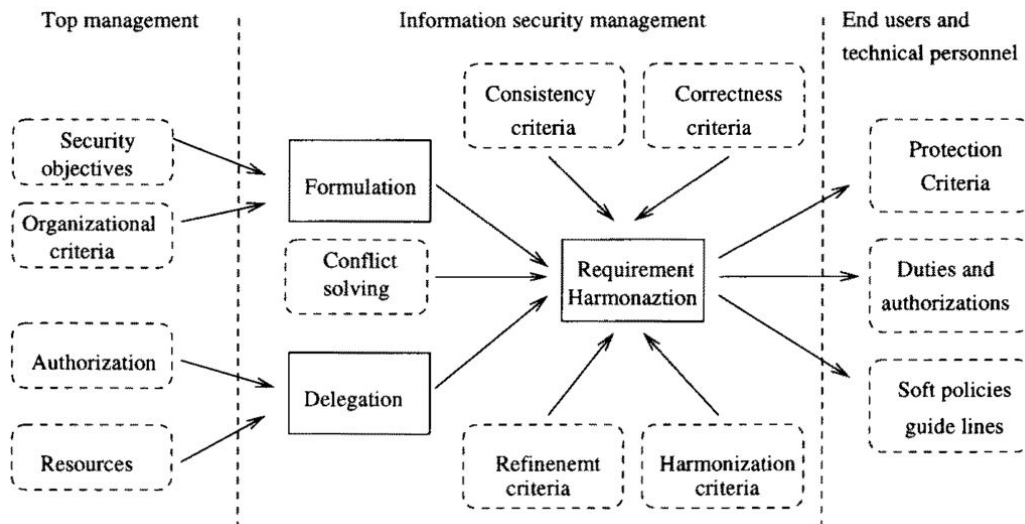 Top management
Information security management
End users and
technical personnel
Security
objectives
Organizational
criteria
Authorization
Resources
Formulation
Conflict
solving
Delegation
Consistency
criteria
Correctness
criteria
Requirement
Harmonaztion
Refinenemt
criteria
Harmonization
criteria
Protection
Criteria
Duties and
authorizations
Soft policies
guide lines